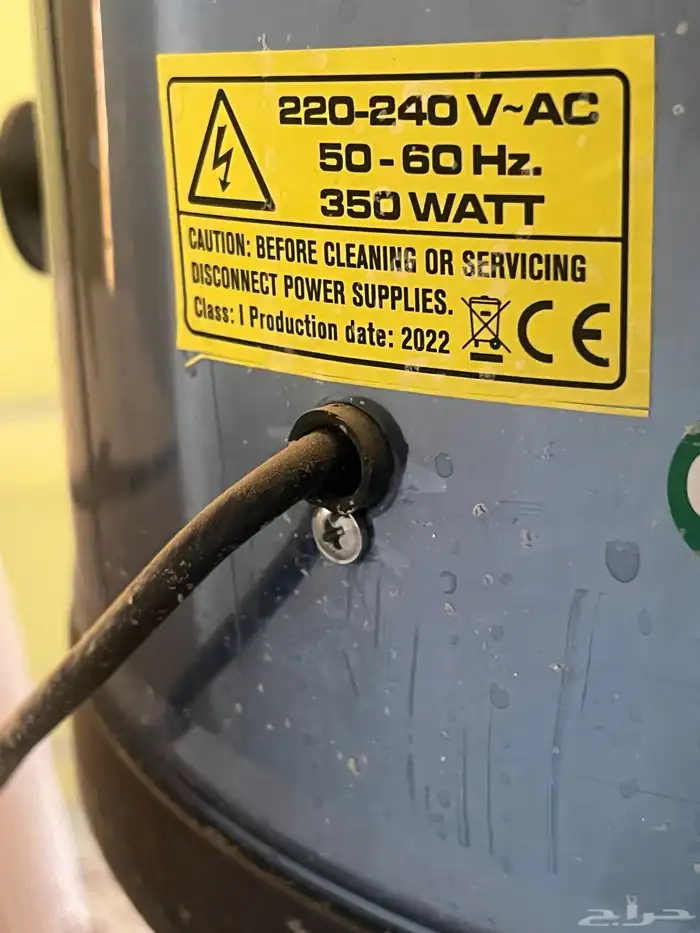 220-240 V~AC
50-60 Hz.
350 WATT
CAUTION: BEFORE CLEANING OR SERVICING
DISCONNECT POWER SUPPLIES.
Class: I Production date: 2022 CE
حراج